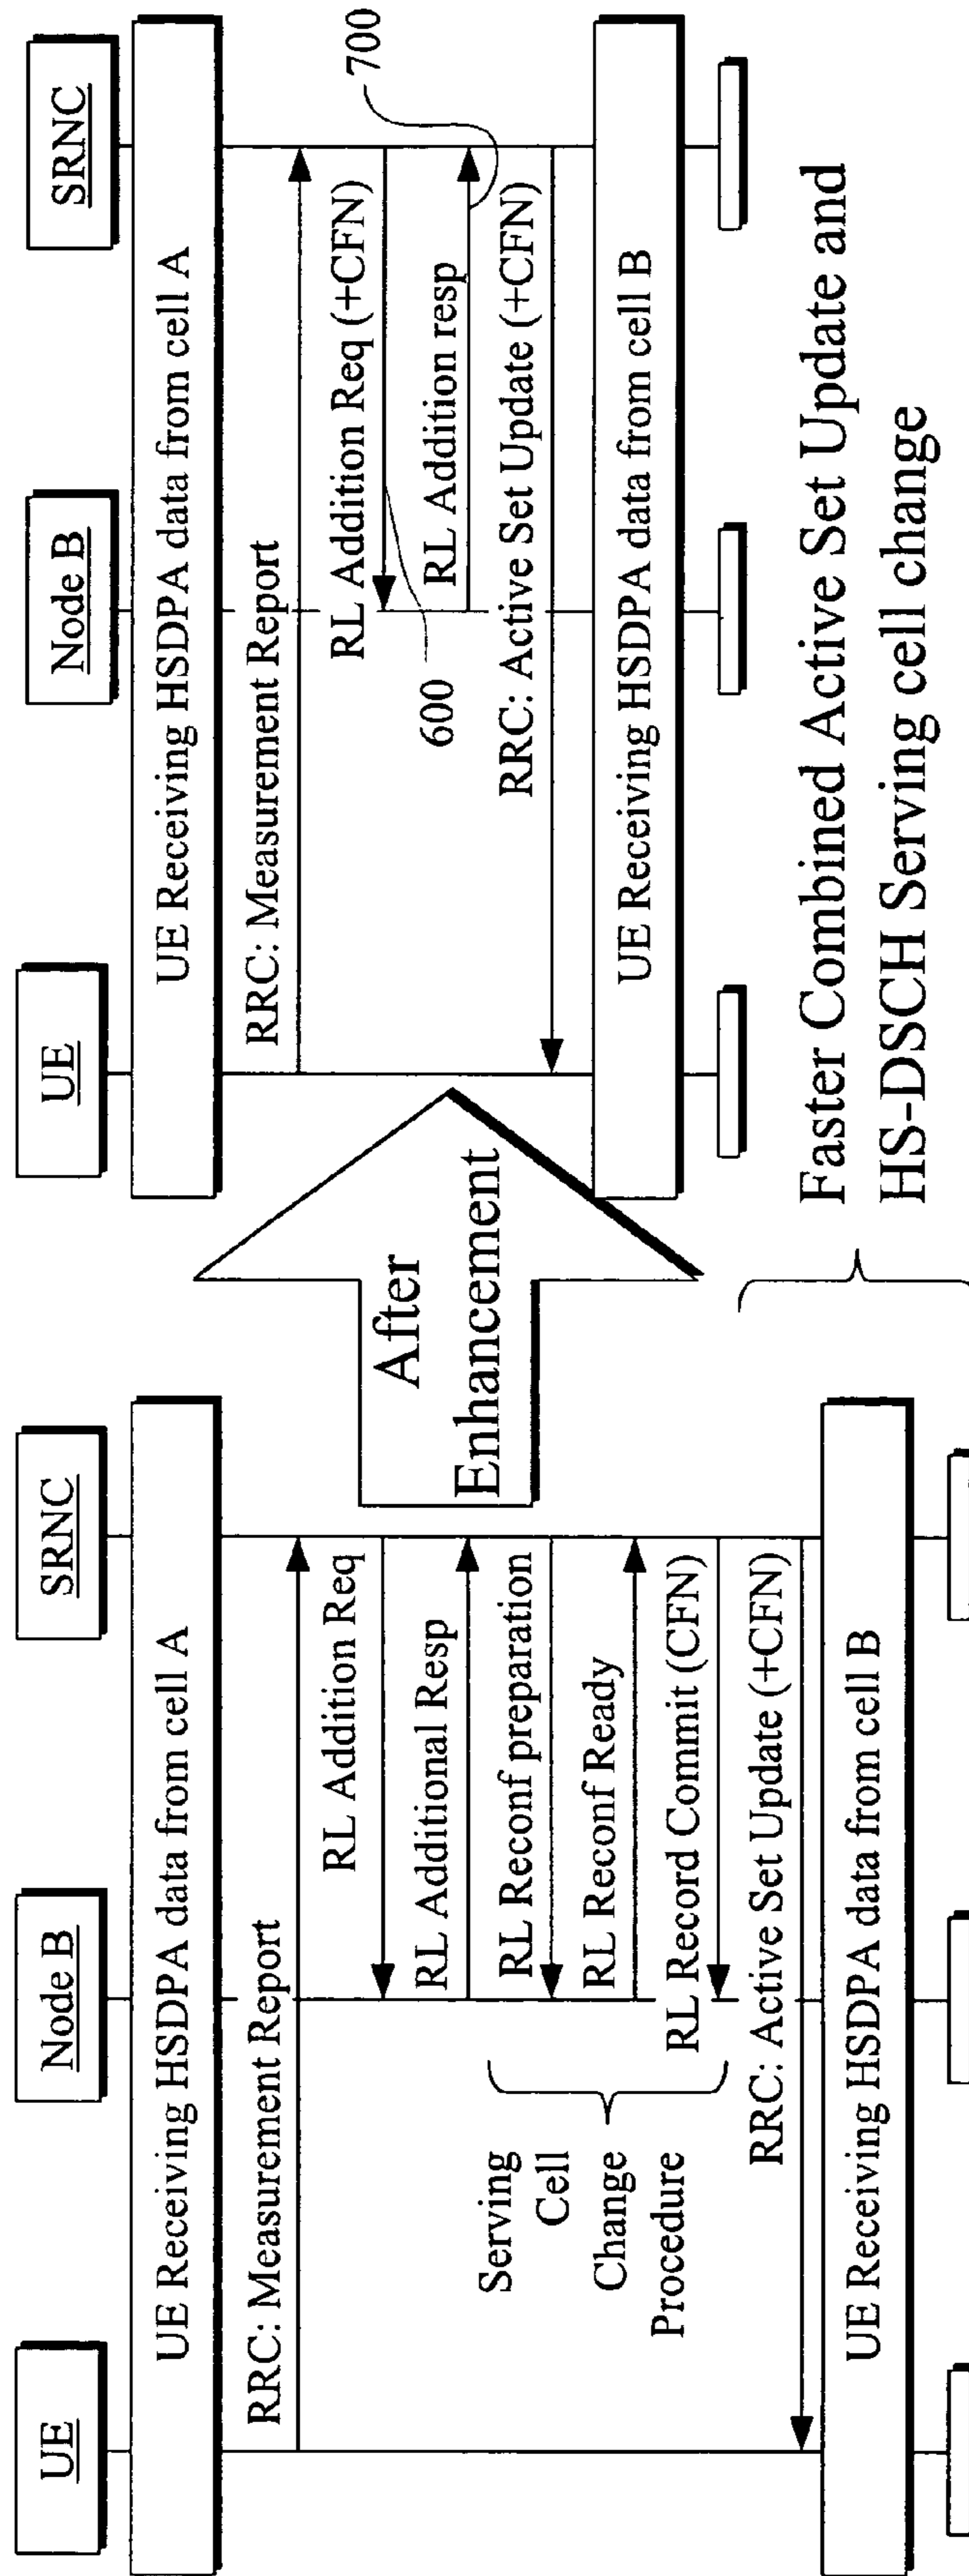 UE
Node B
SRNC
UE Receiving HSDPA data from cell A
RRC: Measurement Report
RL Addition Req
RL Additional Resp
RL Reconf preparation
RL Reconf Ready
RL Record Commit (CFN)
Serving
Cell
Change
Procedure
RRC: Active Set Update (+CFN)
UE Receiving HSDPA data from cell B
After
Enhancement
UE
Node B
SRNC
UE Receiving HSDPA data from cell A
RRC: Measurement Report
RL Addition Req (+CFN)
600
RL Addition resp
700
RRC: Active Set Update (+CFN)
UE Receiving HSDPA data from cell B
Faster Combined Active Set Update and
HS-DSCH Serving cell change